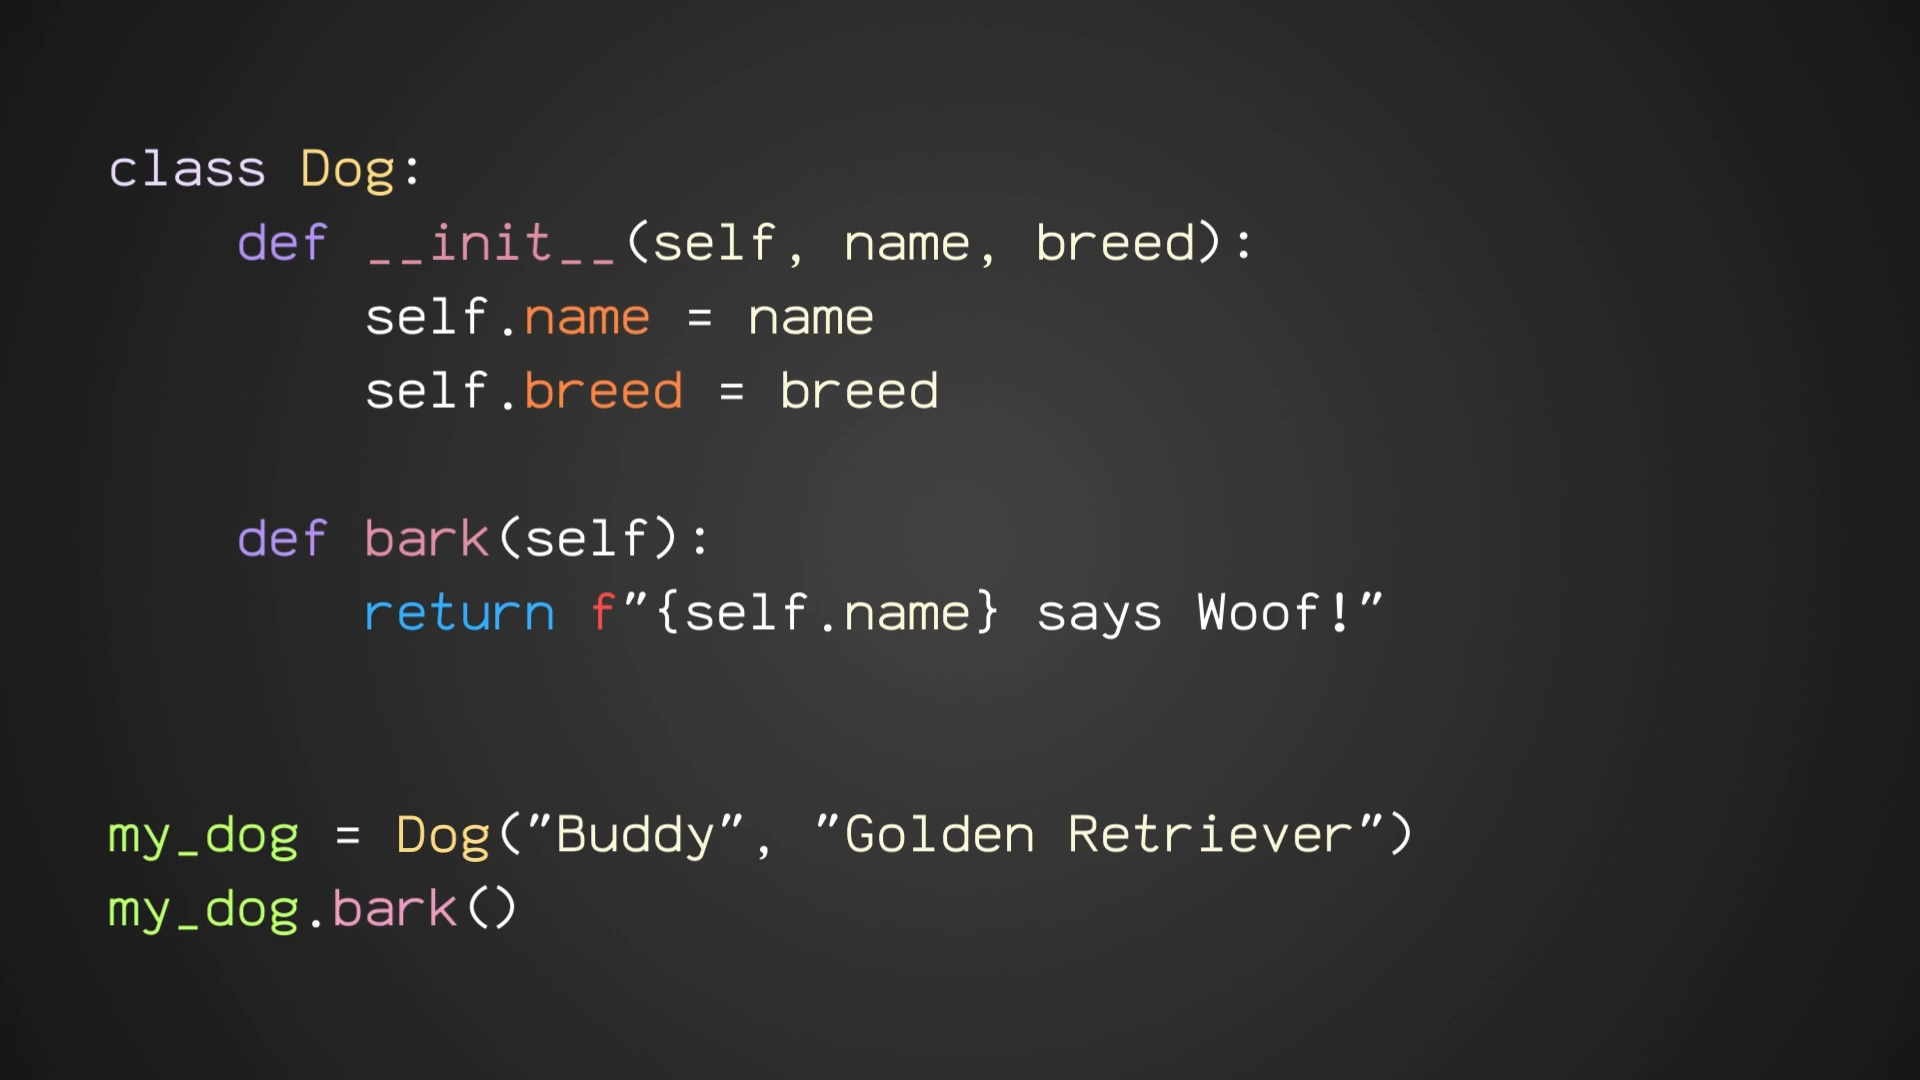 class Dog:
    def __init__(self, name, breed):
        self.name = name
        self.breed = breed
    def bark(self):
        return f"{self.name} says Woof!"
my_dog = Dog("Buddy", "Golden Retriever")
my_dog.bark()